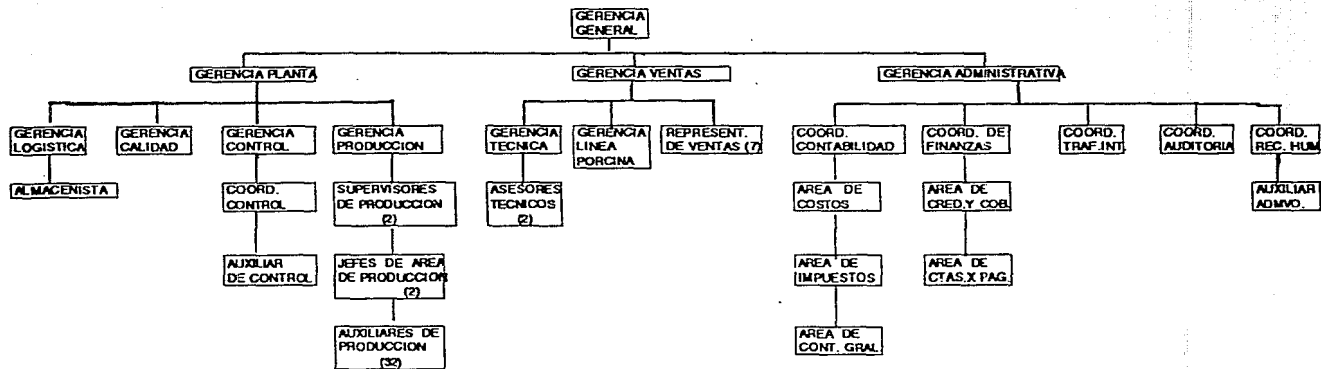 GERENCIA
GENERAL
GERENCIA PLANTA
GERENCIA VENTAS
GERENCIA ADMINISTRATIVA
GERENCIA
LOGISTICA
GERENCIA
CALIDAD
GERENCIA
CONTROL
GERENCIA
PRODUCCION
GERENCIA
TECNICA
GERENCIA
LINEA
PORCINA
REPRESENT.
DE VENTAS (7)
COORD.
CONTABILIDAD
COORD. DE
FINANZAS
COORD.
TRAF.INT.
COORD.
AUDITORIA
COORD.
REC. HUM.
ALMACENISTA
COORD.
CONTROL
SUPERVISORES
DE PRODUCCION
(2)
ASESORES
TECNICOS
(2)
AREA DE
COSTOS
AREA DE
CRED.Y COB.
AUXILIAR
ADMVO.
AUXILIAR
DE CONTROL
JEFES DE AREA
DE PRODUCCION
(2)
AREA DE
IMPUESTOS
AREA DE
CTAS.X PAG.
AUXILIARES DE
PRODUCCION
(32)
AREA DE
CONT. GRAL.